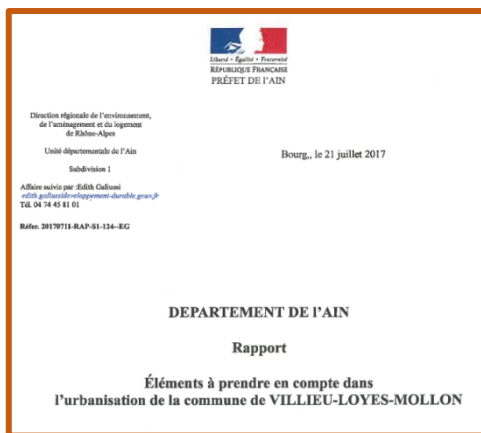 Liberté • Égalité • Fraternité
RÉPUBLIQUE FRANÇAISE
PRÉFET DE l'AIN
Direction régionale de l'environnement,
de l'aménagement et du logement
de Rhône-Alpes
Unité départementale de l'Ain
Subdivision 1
Bourg,, le 21 juillet 2017
Affaire suivie par :Edith Galiussi
edith.galiussideveloppement-durable.gouv.fr
Tél. 04 74 45 81 01
Référ. 20170711-RAP-S1-124--EG
DEPARTEMENT DE l'AIN
Rapport
Éléments à prendre en compte dans
l'urbanisation de la commune de VILLIEU-LOYES-MOLLON